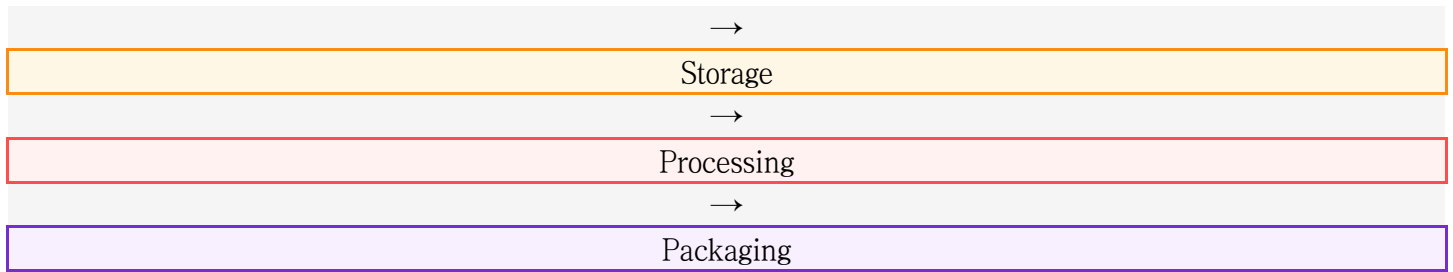 →
Storage
→
Processing
→
Packaging